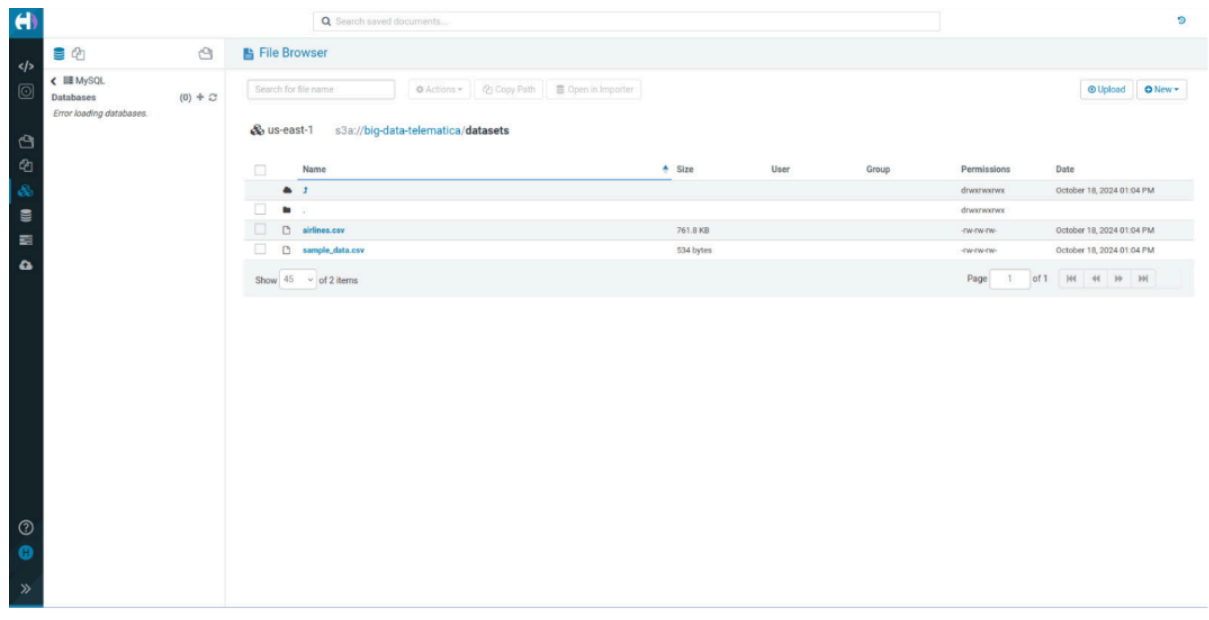 Search saved documents...
File Browser
MySQL
Databases (0)
Error loading databases.
Search for file name Actions Copy Path Open in Importer Upload New
us-east-1 s3a://big-data-telematica/datasets
Name Size User Group Permissions Date
drwxrwxrwx October 18, 2024 01:04 PM
. drwxrwxrwx
airlines.csv 761.8 KB -rw-rw-rw- October 18, 2024 01:04 PM
sample_data.csv 534 bytes -rw-rw-rw- October 18, 2024 01:04 PM
Show 45 of 2 items Page 1 of 1